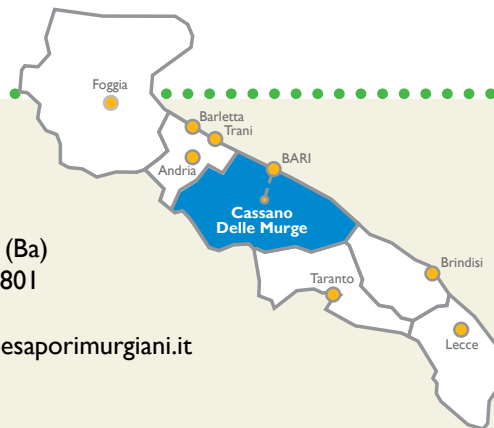 Foggia
Barletta
Trani
Andria
BARI
Cassano
Delle Murge
(Ba)
801
esaporimurgiani.it
Taranto
Brindisi
Lecce